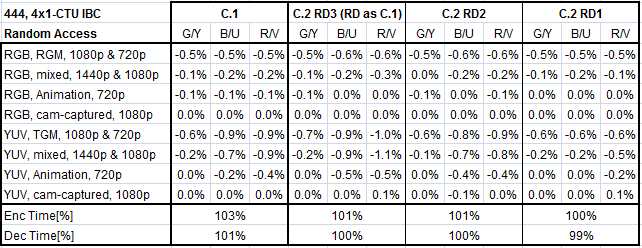 444, 4x1-CTU IBC C.1 C.2 RD3 (RD as C.1) C.2 RD2 C.2 RD1
Random Access G/Y B/U R/V G/Y B/U R/V G/Y B/U R/V G/Y B/U R/V
RGB, RGM, 1080p & 720p -0.5% -0.5% -0.5% -0.5% -0.6% -0.6% -0.5% -0.6% -0.6% -0.5% -0.5% -0.5%
RGB, mixed, 1440p & 1080p -0.1% -0.2% -0.2% -0.1% -0.2% -0.3% 0.0% -0.2% -0.2% -0.1% -0.2% -0.1%
RGB, Animation, 720p -0.1% -0.1% -0.1% -0.1% 0.0% 0.0% -0.1% 0.0% -0.1% 0.0% 0.0% 0.0%
RGB, cam-captured, 1080p 0.0% 0.0% 0.0% 0.0% 0.0% 0.0% 0.0% 0.0% 0.0% 0.0% 0.0% 0.0%
YUV, TGM, 1080p & 720p -0.6% -0.9% -0.9% -0.7% -0.9% -1.0% -0.6% -0.8% -0.9% -0.6% -0.6% -0.6%
YUV, mixed, 1440p & 1080p -0.2% -0.7% -0.9% -0.2% -0.9% -1.1% -0.1% -0.7% -0.8% -0.2% -0.2% -0.5%
YUV, Animation, 720p 0.0% -0.2% -0.4% 0.0% -0.5% -0.5% 0.0% -0.4% -0.4% 0.0% 0.0% -0.2%
YUV, cam-captured, 1080p 0.0% 0.0% 0.0% 0.0% 0.0% 0.1% 0.0% -0.1% 0.0% 0.0% 0.0% 0.1%
Enc Time[%] 103% 101% 101% 100%
Dec Time[%] 101% 100% 100% 99%